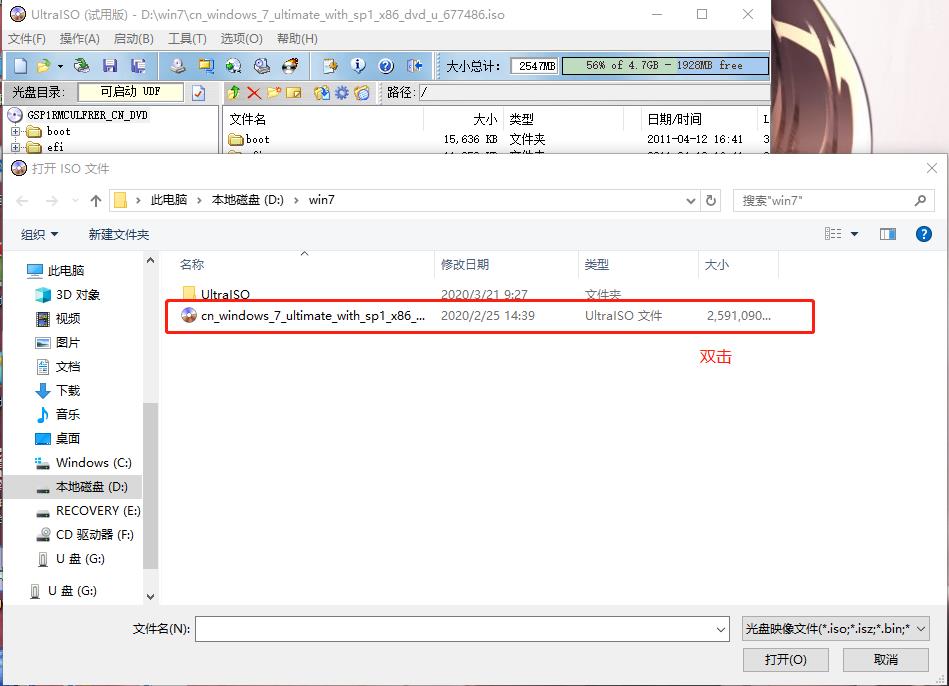 UltraISO (试用版) - D:\win7\cn_windows_7_ultimate_with_sp1_x86_dvd_u_677486.iso
文件(F) 操作(A) 启动(B) 工具(T) 选项(O) 帮助(H)
大小总计: 2547MB 56% of 4.7GB - 1928MB free
光盘目录: 可启动 UDF 路径: /
GSP1RMCULFRER_CN_DVD
boot
efi
文件名 大小 类型 日期/时间
boot 15,636 KB 文件夹 2011-04-12 16:41
打开 ISO 文件
此电脑 › 本地磁盘 (D:) › win7
搜索"win7"
组织 新建文件夹
此电脑
3D 对象
视频
图片
文档
下载
音乐
桌面
Windows (C:)
本地磁盘 (D:)
RECOVERY (E:)
CD 驱动器 (F:)
U 盘 (G:)
U 盘 (G:)
名称 修改日期 类型 大小
UltraISO 2020/3/21 9:27 文件夹
cn_windows_7_ultimate_with_sp1_x86_... 2020/2/25 14:39 UltraISO 文件 2,591,090...
双击
文件名(N): 光盘映像文件(*.iso;*.isz;*.bin;*
打开(O) 取消